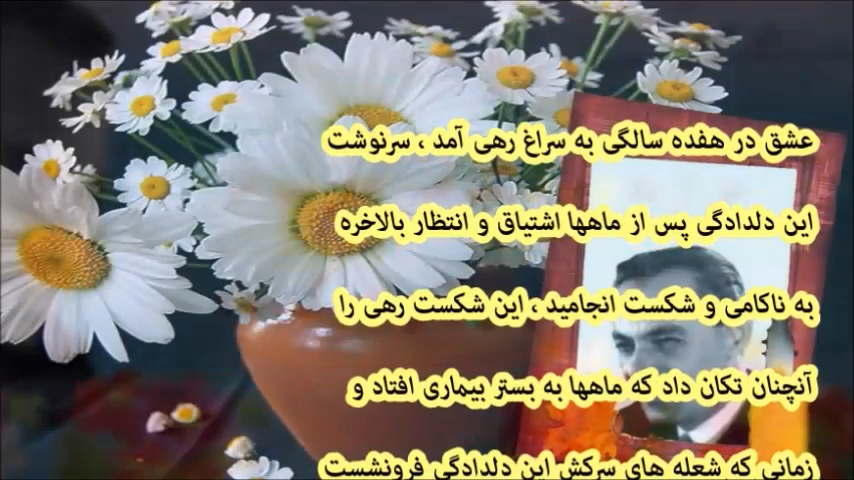 عشق در هفده سالگی به سراغ رهی آمد ، سرنوشت
این دلدادگی پس از ماهها اشتیاق و انتظار بالاخره
به ناکامی و شکست انجامید ، این شکست رهی را
آنچنان تکان داد که ماهها به بستر بیماری افتاد و
زمانی که شعله های سرکش این دلدادگی فرونشست